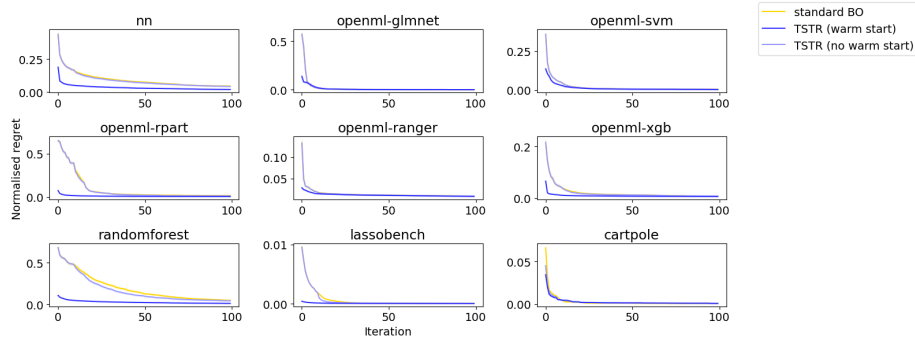 nn
openml-glmnet
openml-svm
standard BO
TSTR (warm start)
TSTR (no warm start)
0.25
0.00
0 50 100
0.5
0.0
0 50 100
0.25
0.00
0 50 100
openml-rpart
openml-ranger
openml-xgb
Normalised regret
0.5
0.0
0 50 100
0.10
0.05
0 50 100
0.2
0.0
0 50 100
randomforest
lassobench
cartpole
0.5
0.0
0 50 100
0.01
0.00
0 50 100
0.05
0.00
0 50 100
Iteration